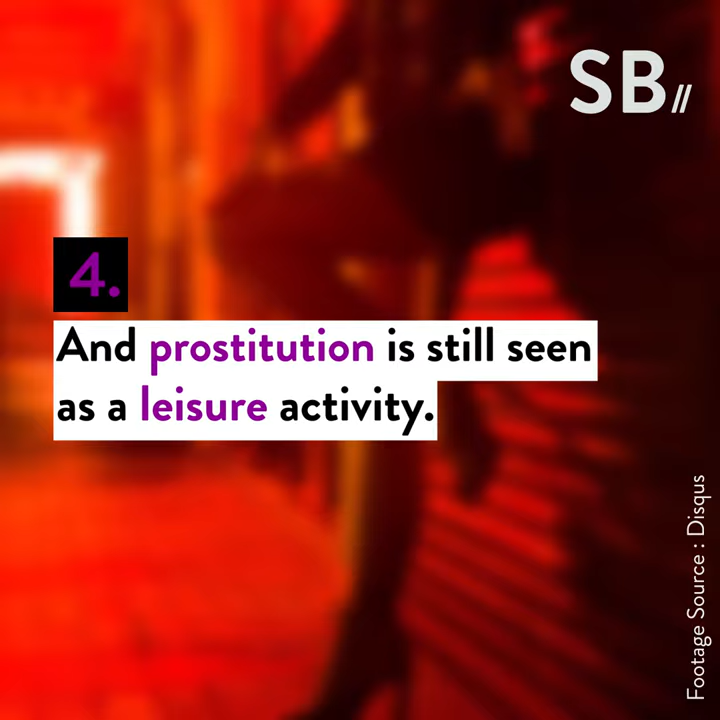 SB//
4.
And prostitution is still seen
as a leisure activity.
Footage Source : Disqus